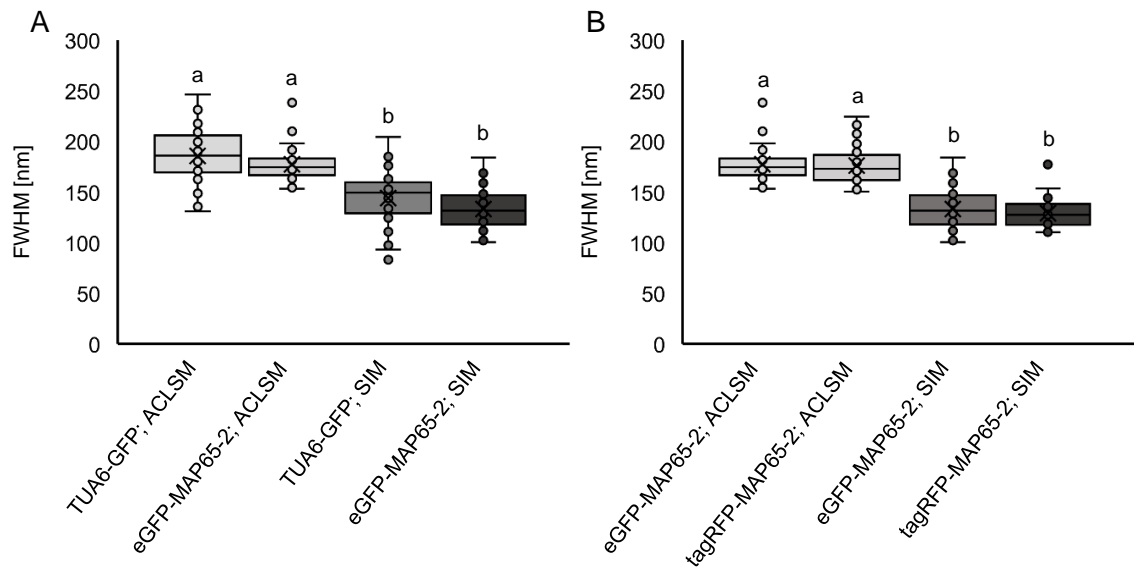 A
FWHM [nm]
300
250
200
150
100
50
0
a
a
b
b
TUA6-GFP; ACLSM
eGFP-MAP65-2; ACLSM
TUA6-GFP; SIM
eGFP-MAP65-2; SIM
B
FWHM [nm]
300
250
200
150
100
50
0
a
a
b
b
eGFP-MAP65-2; ACLSM
tagRFP-MAP65-2; ACLSM
eGFP-MAP65-2; SIM
tagRFP-MAP65-2; SIM